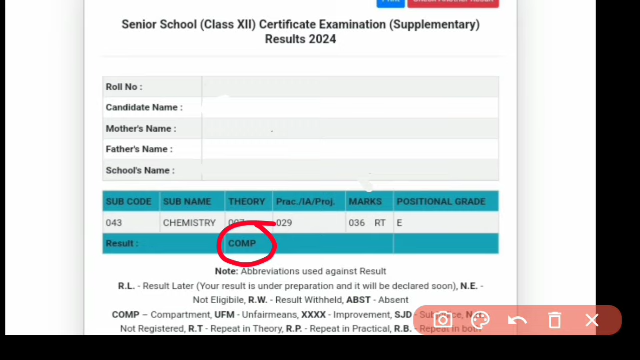 Senior School (Class XII) Certificate Examination (Supplementary)
Results 2024
Roll No :
Candidate Name :
Mother's Name :
Father's Name :
School's Name :
SUB CODE SUB NAME THEORY Prac./IA/Proj. MARKS POSITIONAL GRADE
043 CHEMISTRY 007 029 036 RT E
Result : COMP
Note: Abbreviations used against Result
R.L. - Result Later (Your result is under preparation and it will be declared soon), N.E. -
Not Eligible, R.W. - Result Withheld, ABST - Absent
COMP – Compartment, UFM - Unfairmeans, XXXX - Improvement, SJD -
Not Registered, R.T - Repeat in Theory, R.P. - Repeat in Practical, R.B. - Repeat in both